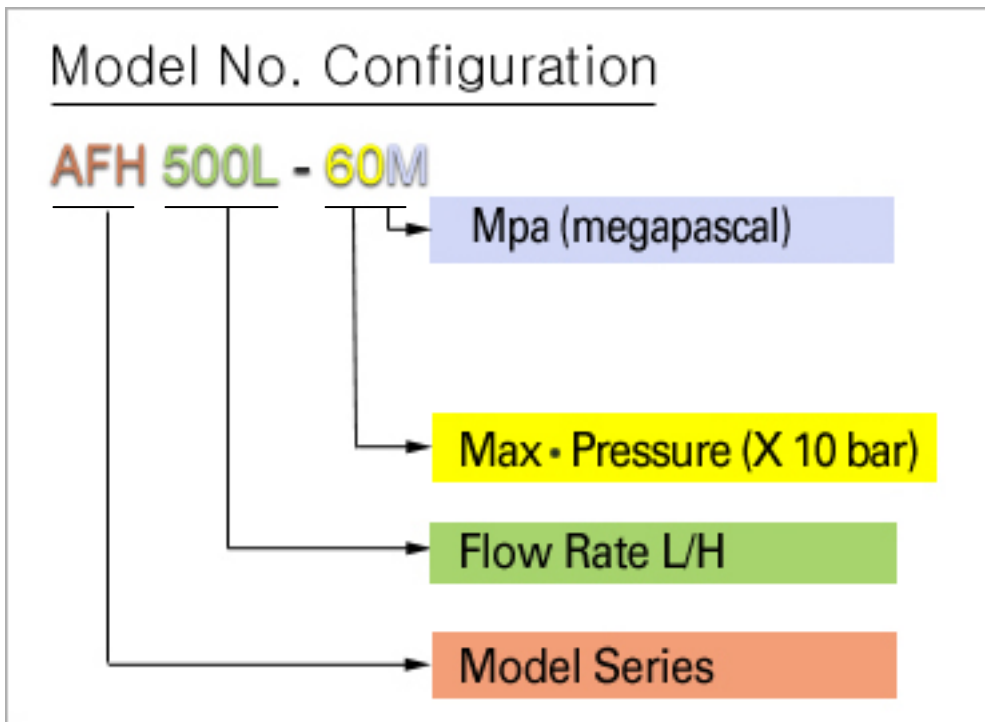 Model No. Configuration
AFH 500L - 60M
Mpa (megapascal)
Max • Pressure (X 10 bar)
Flow Rate L/H
Model Series